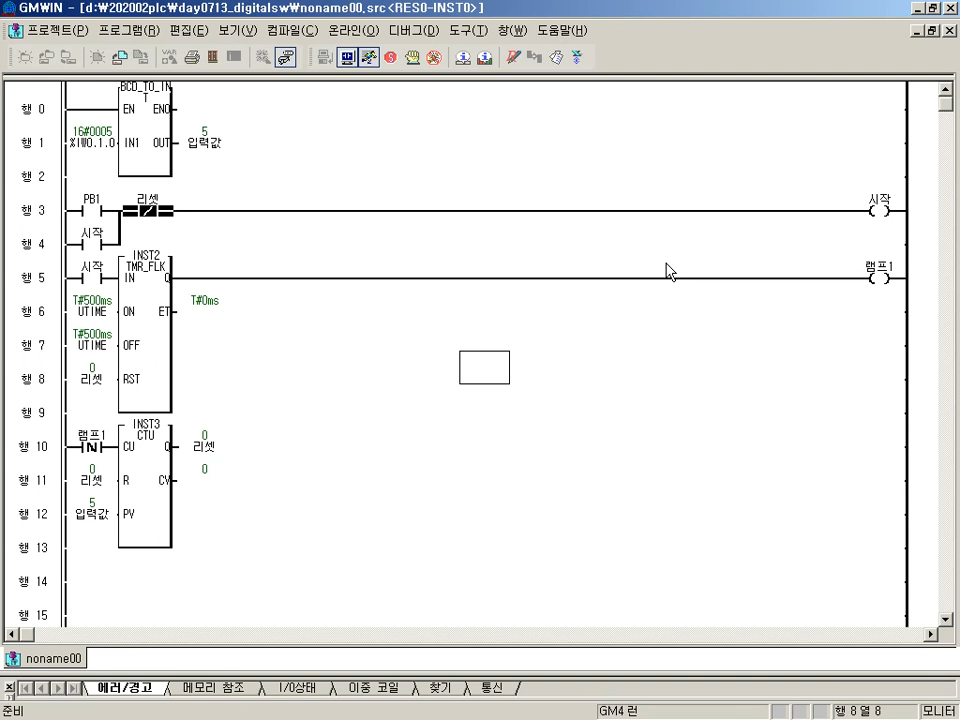 GMWIN - [d:₩202002plc₩day0713_digitalsw₩noname00.src<RES0-INST0>]
프로젝트(P) 프로그램(R) 편집(E) 보기(V) 컴파일(C) 온라인(O) 디버그(D) 도구(T) 창(W) 도움말(H)
BCD_TO_IN
T
행 0 EN ENO
16#0005 5
행 1 %IW0.1.0 IN1 OUT 입력값
행 2
PB1 리셋 시작
행 3
시작
행 4
INST2
시작 TMR_FLK 램프1
행 5 IN Q
T#500ms T#0ms
행 6 UTIME ON ET
T#500ms
행 7 UTIME OFF
0
행 8 리셋 RST
행 9
INST3
램프1 CTU 0
행 10 N CU Q 리셋
0 0
행 11 리셋 R CV
5
행 12 입력값 PV
행 13
행 14
행 15
noname00
에러/경고 메모리 참조 I/O상태 이중 코일 찾기 통신
준비 GM4 런 행 8 열 8 모니터